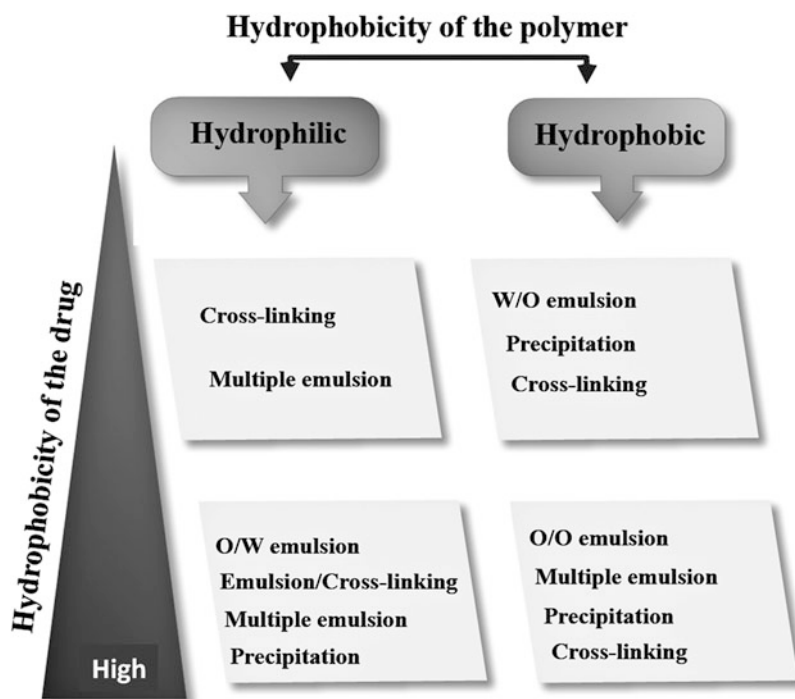 Hydrophobicity of the polymer
Hydrophilic
Hydrophobic
Hydrophobicity of the drug
High
Cross-linking
Multiple emulsion
W/O emulsion
Precipitation
Cross-linking
O/W emulsion
Emulsion/Cross-linking
Multiple emulsion
Precipitation
O/O emulsion
Multiple emulsion
Precipitation
Cross-linking